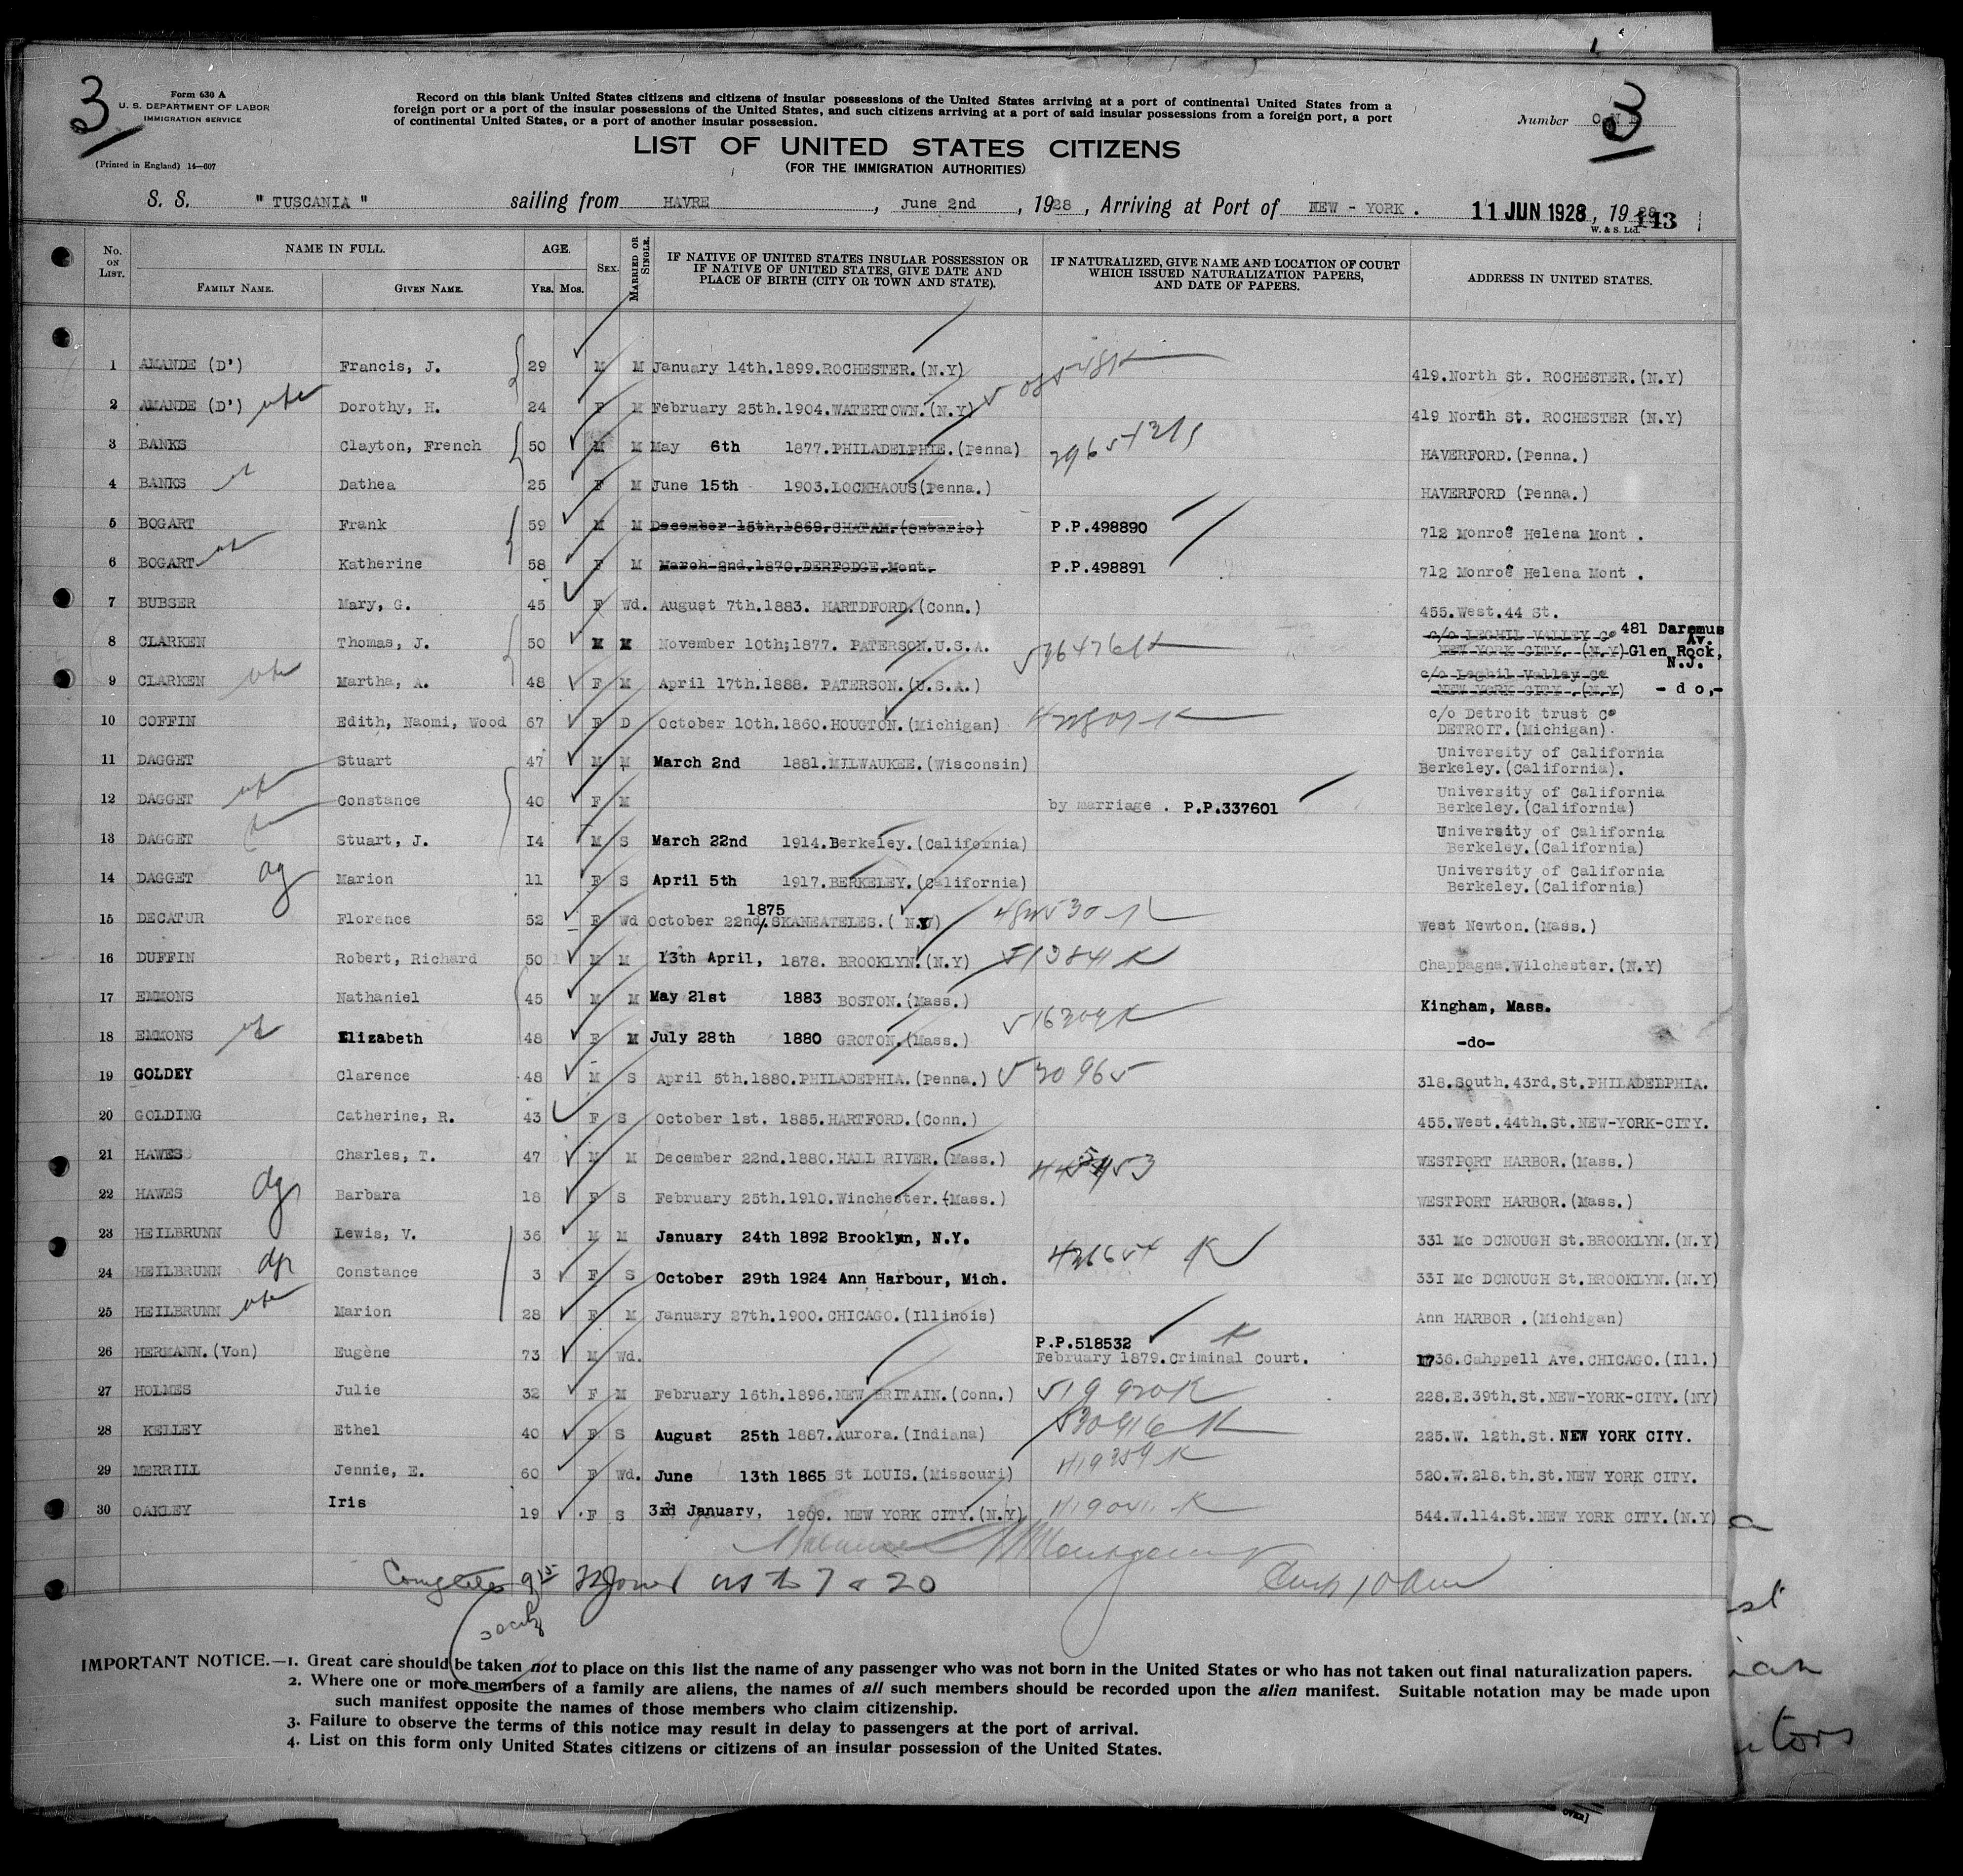 3
Form 630 A
U. S. DEPARTMENT OF LABOR
IMMIGRATION SERVICE
(Printed in England) 14—607
Record on this blank United States citizens and citizens of insular possessions of the United States arriving at a port of continental United States from a
foreign port or a port of the insular possessions of the United States, and such citizens arriving at a port of said insular possessions from a foreign port, a port
of continental United States, or a port of another insular possession.
Number
LIST OF UNITED STATES CITIZENS
(FOR THE IMMIGRATION AUTHORITIES)
S. S. " TUSCANIA " sailing from HAVRE , June 2nd , 1928 , Arriving at Port of NEW - YORK . 11 JUN 1928 , 19
W. & S. Ltd. 143
No. ON LIST. NAME IN FULL. FAMILY NAME. GIVEN NAME. AGE. YRS. MOS. SEX. MARRIED OR SINGLE. IF NATIVE OF UNITED STATES INSULAR POSSESSION OR IF NATIVE OF UNITED STATES, GIVE DATE AND PLACE OF BIRTH (CITY OR TOWN AND STATE). IF NATURALIZED, GIVE NAME AND LOCATION OF COURT WHICH ISSUED NATURALIZATION PAPERS, AND DATE OF PAPERS. ADDRESS IN UNITED STATES.
1 AMANDE (D') Francis, J. 29 M M January 14th.1899.ROCHESTER.(N.Y) 419.North St. ROCHESTER.(N.Y)
2 AMANDE (D') Dorothy, H. 24 F M February 25th.1904.WATERTOWN.(N.Y) 419 North St. ROCHESTER (N.Y)
3 BANKS Clayton, French 50 M M May 6th 1877.PHILADELPHIE.(Penna) HAVERFORD.(Penna.)
4 BANKS Dathea 25 F M June 15th 1903.LOCKHAOUS(Penna.) HAVERFORD (Penna.)
5 BOGART Frank 59 M M December 15th.1869.CHATAM.(Ontario) P.P.498890 712 Monroe Helena Mont .
6 BOGART Katherine 58 F M March 2nd.1870.DERFODGE.Mont. P.P.498891 712 Monroe Helena Mont .
7 BUBSER Mary, G. 45 F Wd. August 7th.1883. HARTDFORD.(Conn.) 455.West.44 St.
8 CLARKEN Thomas, J. 50 M M November 10th;1877. PATERSON.U.S.A. c/o LEGHIL VALLEY Co NEW YORK CITY. (N.Y) 481 Daremus Av. Glen Rock, N.J.
9 CLARKEN Martha, A. 48 F M April 17th.1888. PATERSON.(U.S.A.) c/o Leghil Valley Co NEW YORK CITY.(N.Y) - d o,-
10 COFFIN Edith, Naomi, Wood 67 F D October 10th.1860.HOUGTON.(Michigan) c/o Detroit trust Co DETROIT.(Michigan).
11 DAGGET Stuart 47 M M March 2nd 1881.MILWAUKEE.(Wisconsin) University of California Berkeley.(California).
12 DAGGET Constance 40 F M by marriage . P.P.337601 University of California Berkeley.(California)
13 DAGGET Stuart, J. 14 M S March 22nd 1914.Berkeley.(California) University of California Berkeley.(California)
14 DAGGET Marion 11 F S April 5th 1917.BERKELEY.(California) University of California Berkeley.(California)
15 DECATUR Florence 52 F Wd October 22nd/ 1875 SKANEATELES.( N.Y) West Newton.(Mass.)
16 DUFFIN Robert, Richard 50 M M 13th April, 1878. BROOKLYN.(N.Y) Chappagna.Wilchester.(N.Y)
17 EMMONS Nathaniel 45 M M May 21st 1883 BOSTON.(Mass.) Kingham, Mass.
18 EMMONS Elizabeth 48 F M July 28th 1880 GROTON.(Mass.) -do-
19 GOLDEY Clarence 48 M S April 5th.1880.PHILADEPHIA.(Penna.) 530965 318.South.43rd.St.PHILADELPHIA.
20 GOLDING Catherine, R. 43 F S October 1st. 1885.HARTFORD.(Conn.) 455.West.44th.St.NEW-YORK-CITY.
21 HAWES Charles, T. 47 M M December 22nd.1880.HALL RIVER.(Mass.) WESTPORT HARBOR.(Mass.)
22 HAWES Barbara 18 F S February 25th.1910.Winchester.(Mass.) WESTPORT HARBOR.(Mass.)
23 HEILBRUNN Lewis, V. 36 M M January 24th 1892 Brooklyn, N.Y. 331 Mc DONOUGH St.BROOKLYN.(N.Y)
24 HEILBRUNN Constance 3 F S October 29th 1924 Ann Harbour, Mich. 331 Mc DONOUGH St.BROOKLYN.(N.Y)
25 HEILBRUNN Marion 28 F M January 27th.1900.CHICAGO.(Illinois) Ann HARBOR .(Michigan)
26 HERMANN.(Von) Eugène 73 M Wd. P.P.518532 February 1879.Criminal Court. 1736.Cahppell Ave.CHICAGO.(Ill.)
27 HOLMES Julie 32 F M February 16th.1896.NEW BRITAIN.(Conn.) 228.E.39th.St.NEW-YORK-CITY.(NY)
28 KELLEY Ethel 40 F S August 25th 1887.Aurora.(Indiana) 225.W. 12th.St.NEW YORK CITY.
29 MERRILL Jennie, E. 60 F Wd. June 13th 1865 St LOUIS.(Missouri) 520.W.218.th.St.NEW YORK CITY.
30 OAKLEY Iris 19 F S 3rd January, 1909. NEW YORK CITY.(N.Y) 544.W.114.St.NEW YORK CITY.(N.Y)
IMPORTANT NOTICE.—1. Great care should be taken not to place on this list the name of any passenger who was not born in the United States or who has not taken out final naturalization papers.
2. Where one or more members of a family are aliens, the names of all such members should be recorded upon the alien manifest. Suitable notation may be made upon
such manifest opposite the names of those members who claim citizenship.
3. Failure to observe the terms of this notice may result in delay to passengers at the port of arrival.
4. List on this form only United States citizens or citizens of an insular possession of the United States.